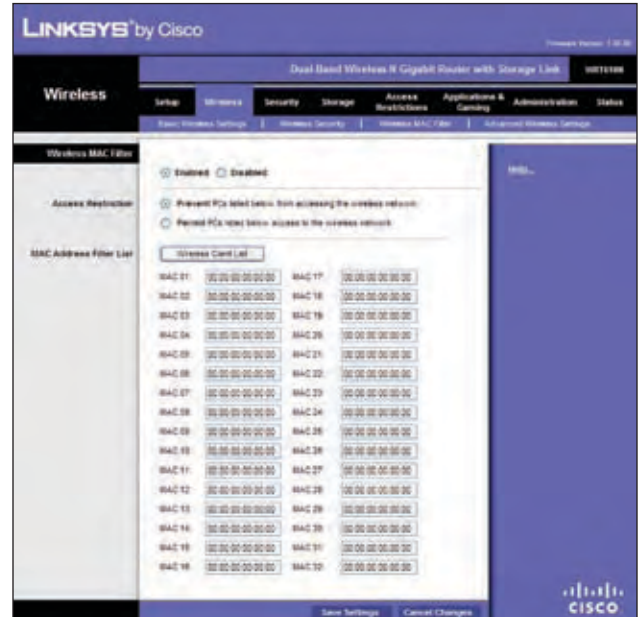 LINKSYS® by Cisco
Firmware Version: 1.00.00
Dual-Band Wireless-N Gigabit Router with Storage Link
WRT610N
Wireless
Setup
Wireless
Security
Storage
Access Restrictions
Applications & Gaming
Administration
Status
Basic Wireless Settings
Wireless Security
Wireless MAC Filter
Advanced Wireless Settings
Wireless MAC Filter
Enabled
Disabled
Help...
Access Restriction
Prevent PCs listed below from accessing the wireless network
Permit PCs listed below access to the wireless network
MAC Address Filter List
Wireless Client List
MAC 01: 00:00:00:00:00:00 MAC 17: 00:00:00:00:00:00
MAC 02: 00:00:00:00:00:00 MAC 18: 00:00:00:00:00:00
MAC 03: 00:00:00:00:00:00 MAC 19: 00:00:00:00:00:00
MAC 04: 00:00:00:00:00:00 MAC 20: 00:00:00:00:00:00
MAC 05: 00:00:00:00:00:00 MAC 21: 00:00:00:00:00:00
MAC 06: 00:00:00:00:00:00 MAC 22: 00:00:00:00:00:00
MAC 07: 00:00:00:00:00:00 MAC 23: 00:00:00:00:00:00
MAC 08: 00:00:00:00:00:00 MAC 24: 00:00:00:00:00:00
MAC 09: 00:00:00:00:00:00 MAC 25: 00:00:00:00:00:00
MAC 10: 00:00:00:00:00:00 MAC 26: 00:00:00:00:00:00
MAC 11: 00:00:00:00:00:00 MAC 27: 00:00:00:00:00:00
MAC 12: 00:00:00:00:00:00 MAC 28: 00:00:00:00:00:00
MAC 13: 00:00:00:00:00:00 MAC 29: 00:00:00:00:00:00
MAC 14: 00:00:00:00:00:00 MAC 30: 00:00:00:00:00:00
MAC 15: 00:00:00:00:00:00 MAC 31: 00:00:00:00:00:00
MAC 16: 00:00:00:00:00:00 MAC 32: 00:00:00:00:00:00
Save Settings
Cancel Changes
CISCO